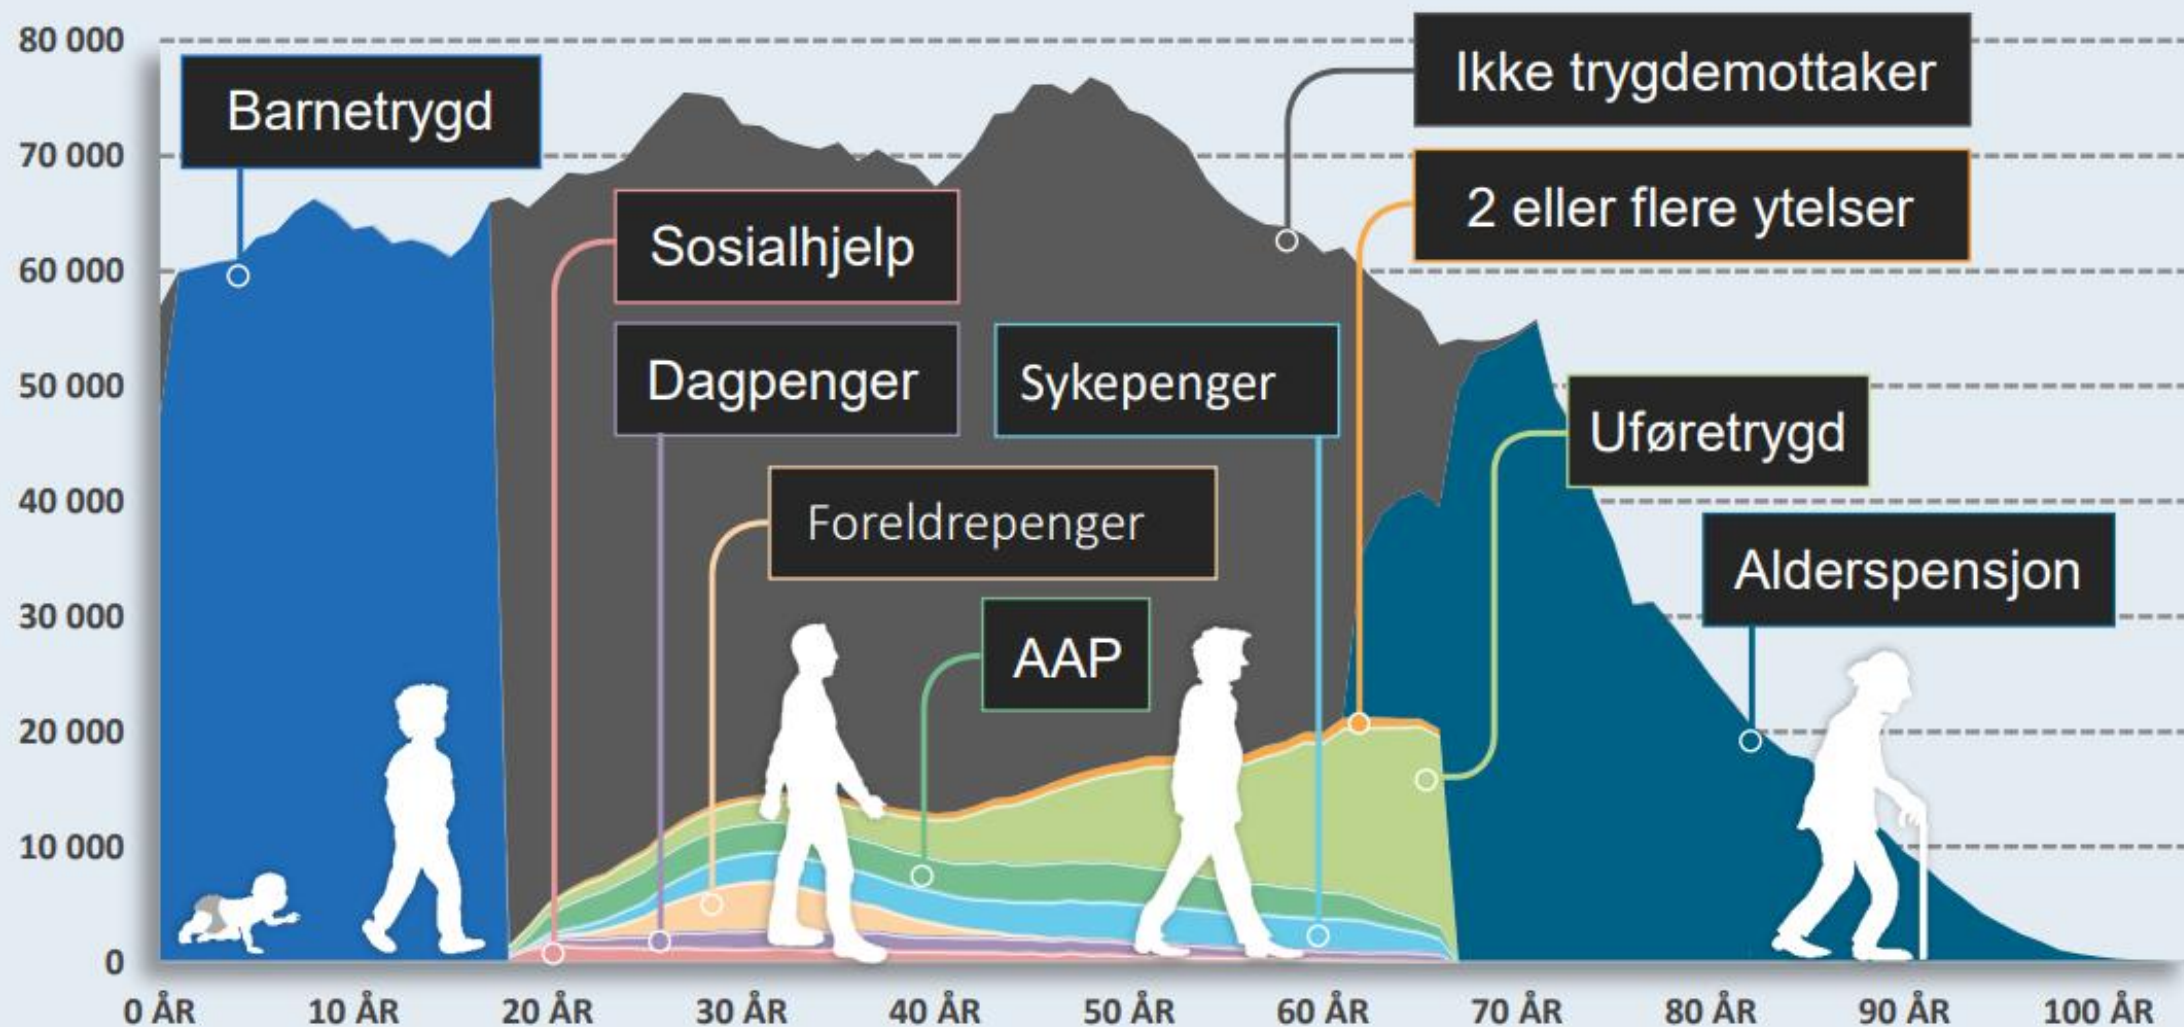 80 000
70 000
60 000
50 000
40 000
30 000
20 000
10 000
0
Barnetrygd
Ikke trygdemottaker
2 eller flere ytelser
Sosialhjelp
Dagpenger
Sykepenger
Uføretrygd
Foreldrepenger
Alderspensjon
AAP
0 ÅR 10 ÅR 20 ÅR 30 ÅR 40 ÅR 50 ÅR 60 ÅR 70 ÅR 80 ÅR 90 ÅR 100 ÅR